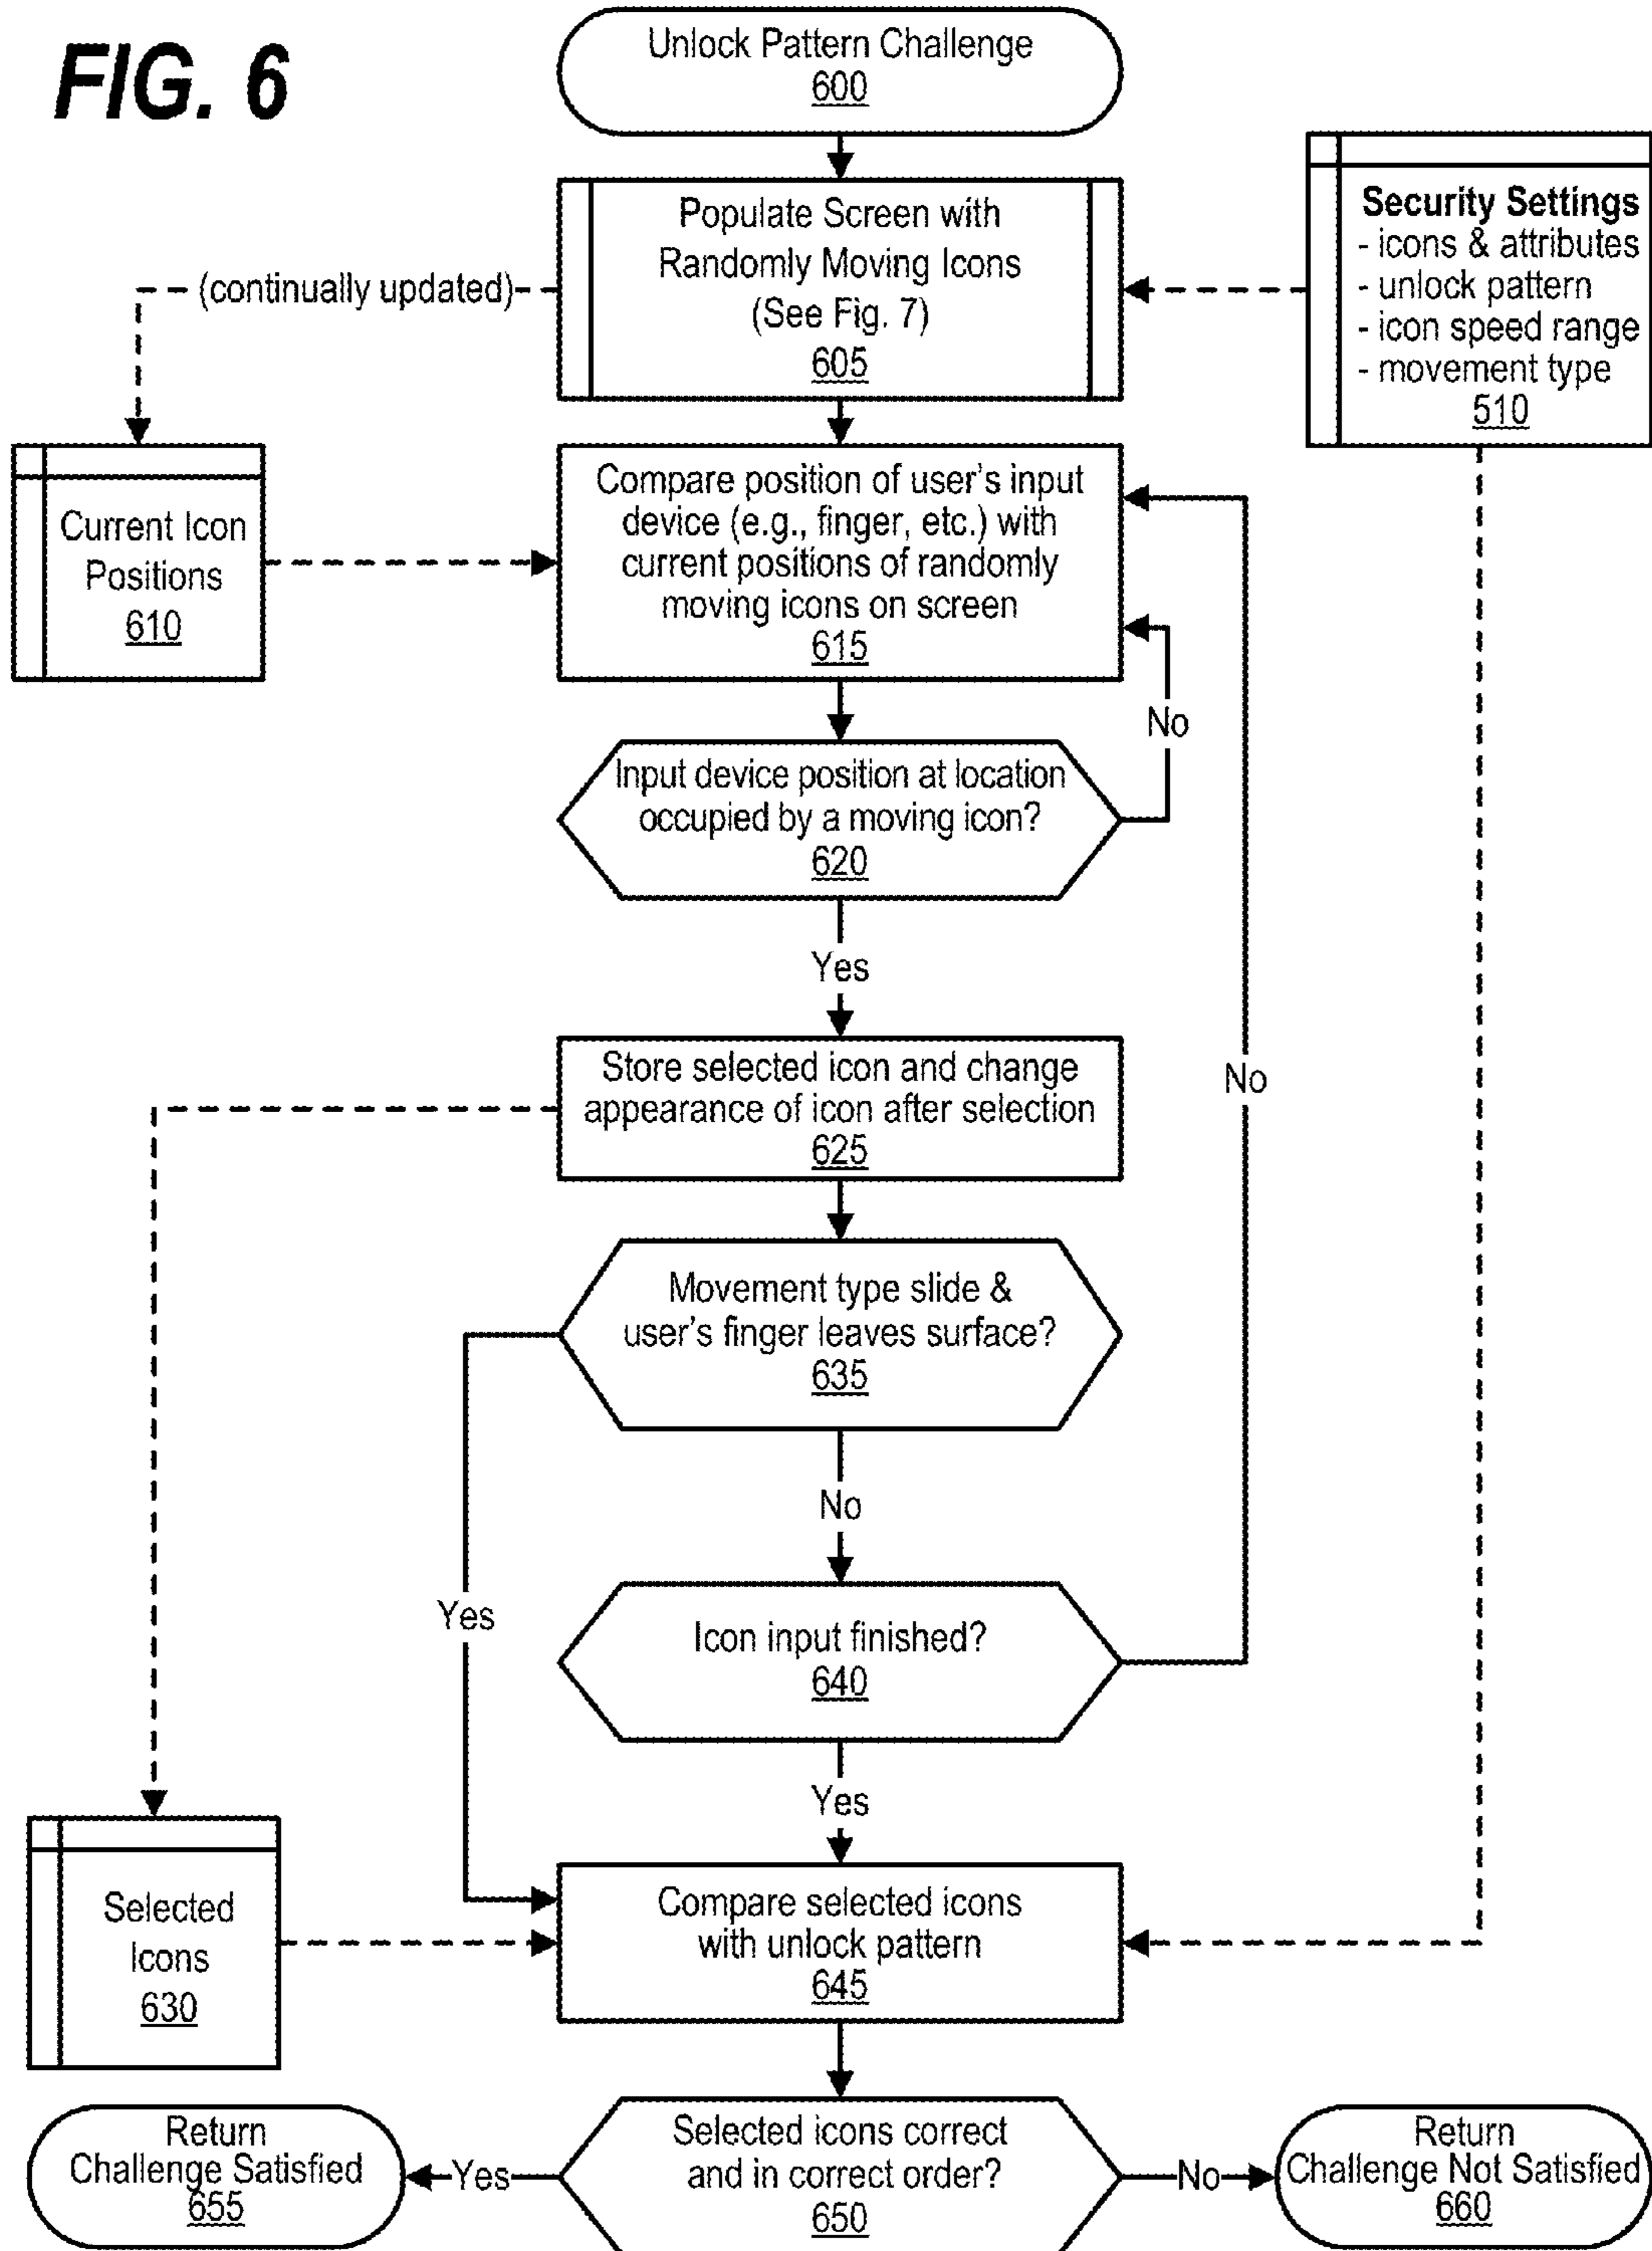 FIG. 6
Unlock Pattern Challenge
600
Populate Screen with
Randomly Moving Icons
(See Fig. 7)
605
Security Settings
- icons & attributes
- unlock pattern
- icon speed range
- movement type
510
(continually updated)
Current Icon
Positions
610
Compare position of user's input
device (e.g., finger, etc.) with
current positions of randomly
moving icons on screen
615
No
Input device position at location
occupied by a moving icon?
620
Yes
No
Store selected icon and change
appearance of icon after selection
625
Movement type slide &
user's finger leaves surface?
635
No
Yes
Icon input finished?
640
Yes
Selected
Icons
630
Compare selected icons
with unlock pattern
645
Return
Challenge Satisfied
655
Yes
Selected icons correct
and in correct order?
650
No
Return
Challenge Not Satisfied
660